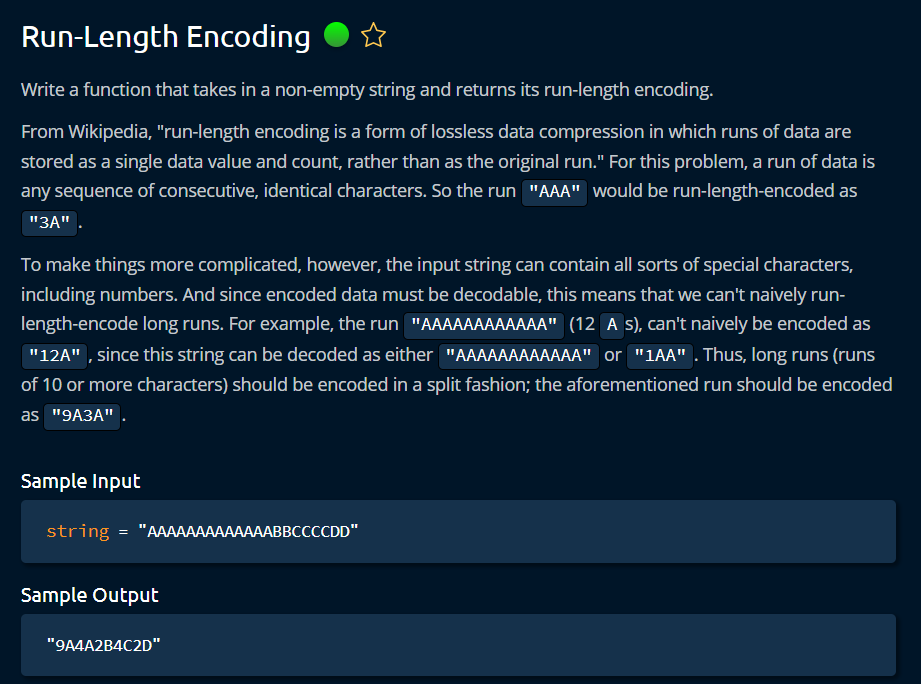 Run-Length Encoding
Write a function that takes in a non-empty string and returns its run-length encoding.
From Wikipedia, "run-length encoding is a form of lossless data compression in which runs of data are
stored as a single data value and count, rather than as the original run." For this problem, a run of data is
any sequence of consecutive, identical characters. So the run "AAA" would be run-length-encoded as
"3A" .
To make things more complicated, however, the input string can contain all sorts of special characters,
including numbers. And since encoded data must be decodable, this means that we can't naively run-
length-encode long runs. For example, the run "AAAAAAAAAAAA" (12 A s), can't naively be encoded as
"12A" , since this string can be decoded as either "AAAAAAAAAAAA" or "1AA" . Thus, long runs (runs
of 10 or more characters) should be encoded in a split fashion; the aforementioned run should be encoded
as "9A3A" .
Sample Input
string = "AAAAAAAAAAAAABBCCCCDD"
Sample Output
"9A4A2B4C2D"